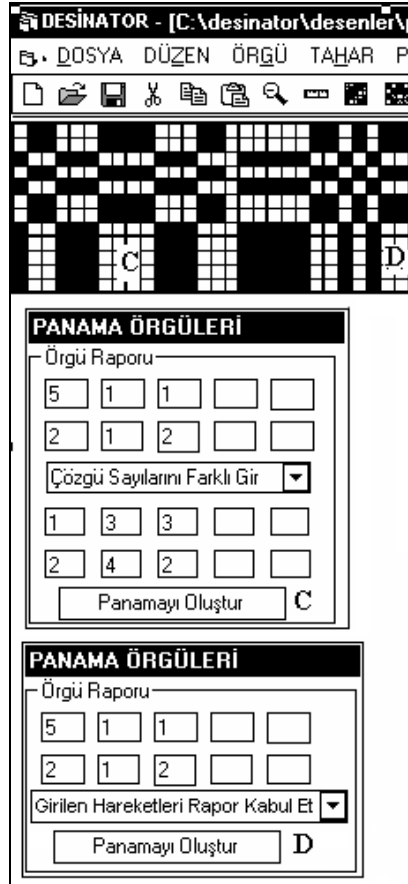 DESİNATOR - [C:\desinator\desenler\
DOSYA DÜZEN ÖRGÜ TAHAR P
C D
PANAMA ÖRGÜLERİ
Örgü Raporu
5 1 1
2 1 2
Çözgü Sayılarını Farklı Gir
1 3 3
2 4 2
Panamayı Oluştur C
PANAMA ÖRGÜLERİ
Örgü Raporu
5 1 1
2 1 2
Girilen Hareketleri Rapor Kabul Et
Panamayı Oluştur D